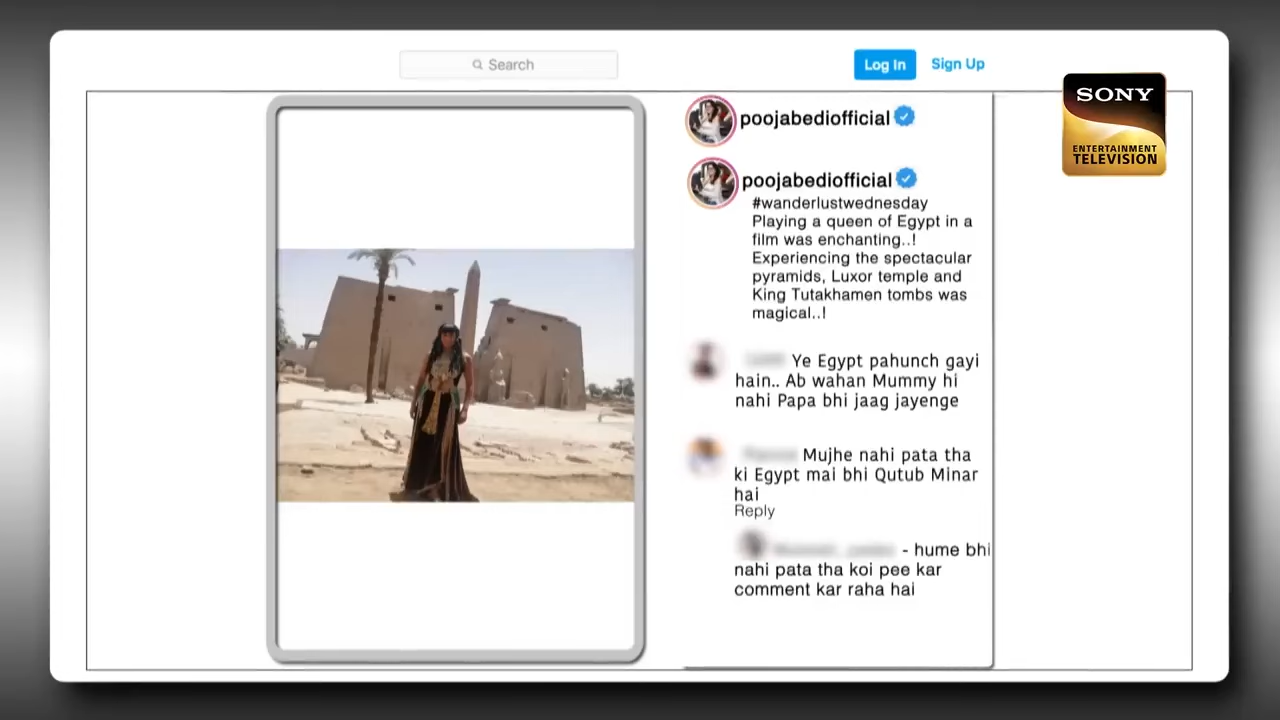 Search
Log In
Sign Up
SONY
ENTERTAINMENT
TELEVISION
poojabediofficial
poojabediofficial
#wanderlustwednesday
Playing a queen of Egypt in a
film was enchanting..!
Experiencing the spectacular
pyramids, Luxor temple and
King Tutakhamen tombs was
magical..!
Ye Egypt pahunch gayi
hain.. Ab wahan Mummy hi
nahi Papa bhi jaag jayenge
Mujhe nahi pata tha
ki Egypt mai bhi Qutub Minar
hai
Reply
- hume bhi
nahi pata tha koi pee kar
comment kar raha hai